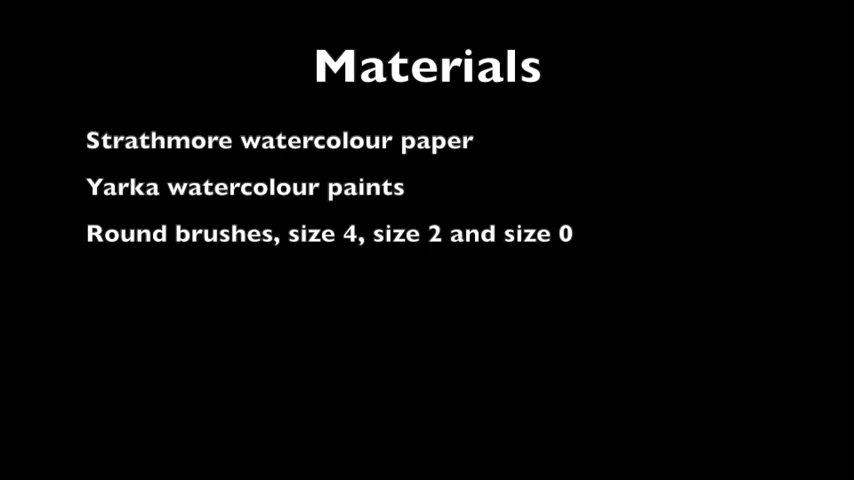 Materials
Strathmore watercolour paper
Yarka watercolour paints
Round brushes, size 4, size 2 and size 0